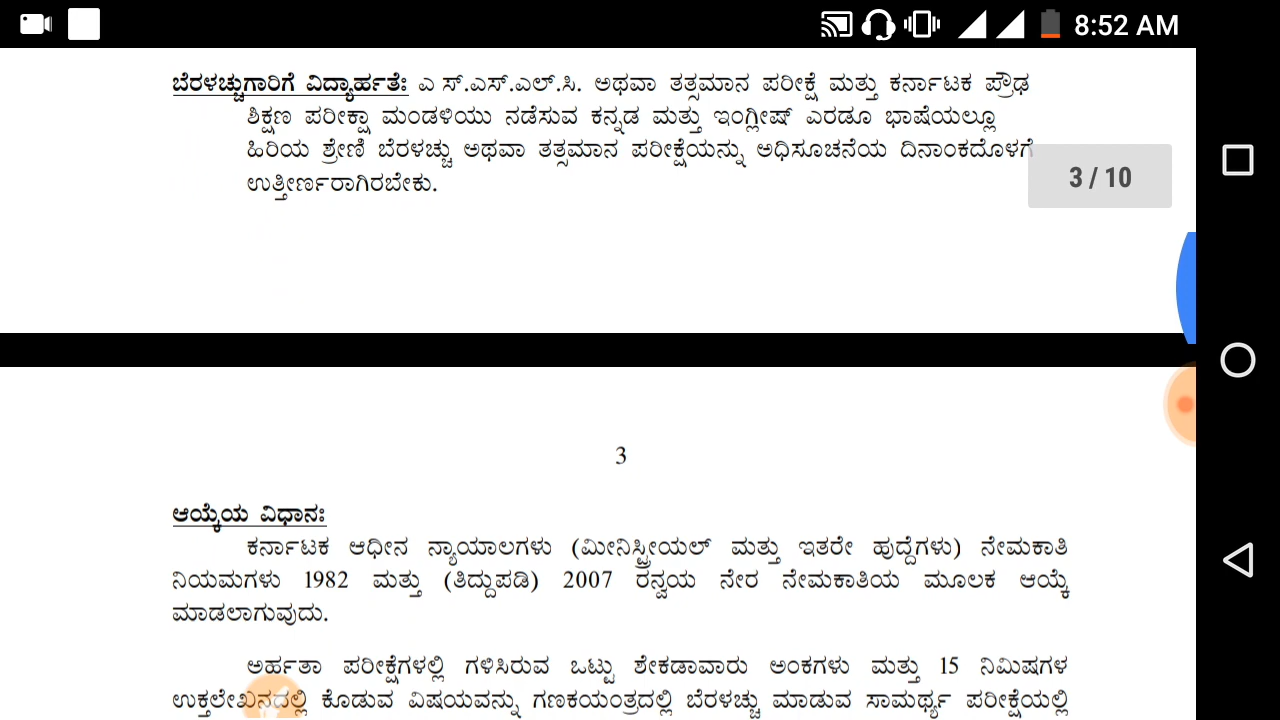 8:52 AM
ಬೆರಳಚ್ಚುಗಾರಿಗೆ ವಿದ್ಯಾರ್ಹತೆಃ ಎ ಸ್.ಎಸ್.ಎಲ್.ಸಿ. ಅಥವಾ ತತ್ಸಮಾನ ಪರೀಕ್ಷೆ ಮತ್ತು ಕರ್ನಾಟಕ ಪ್ರೌಢ
ಶಿಕ್ಷಣ ಪರೀಕ್ಷಾ ಮಂಡಳಿಯು ನಡೆಸುವ ಕನ್ನಡ ಮತ್ತು ಇಂಗ್ಲೀಷ್ ಎರಡೂ ಭಾಷೆಯಲ್ಲೂ
ಹಿರಿಯ ಶ್ರೇಣಿ ಬೆರಳಚ್ಚು ಅಥವಾ ತತ್ಸಮಾನ ಪರೀಕ್ಷೆಯನ್ನು ಅಧಿಸೂಚನೆಯ ದಿನಾಂಕದೊಳಗೆ
3 / 10
ಉತ್ತೀರ್ಣರಾಗಿರಬೇಕು.
3
ಆಯ್ಕೆಯ ವಿಧಾನಃ
ಕರ್ನಾಟಕ ಆಧೀನ ನ್ಯಾಯಾಲಗಳು (ಮೀನಿಸ್ಟ್ರೀಯಲ್ ಮತ್ತು ಇತರೇ ಹುದ್ದೆಗಳು) ನೇಮಕಾತಿ
ನಿಯಮಗಳು 1982 ಮತ್ತು (ತಿದ್ದುಪಡಿ) 2007 ರನ್ವಯ ನೇರ ನೇಮಕಾತಿಯ ಮೂಲಕ ಆಯ್ಕೆ
ಮಾಡಲಾಗುವುದು.
ಅರ್ಹತಾ ಪರೀಕ್ಷೆಗಳಲ್ಲಿ ಗಳಿಸಿರುವ ಒಟ್ಟು ಶೇಕಡಾವಾರು ಅಂಕಗಳು ಮತ್ತು 15 ನಿಮಿಷಗಳ
ಉಕ್ತಲೇಖನದಲ್ಲಿ ಕೊಡುವ ವಿಷಯವನ್ನು ಗಣಕಯಂತ್ರದಲ್ಲಿ ಬೆರಳಚ್ಚು ಮಾಡುವ ಸಾಮರ್ಥ್ಯ ಪರೀಕ್ಷೆಯಲ್ಲಿ